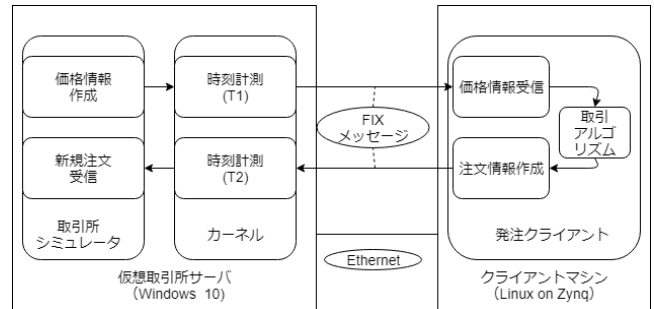 価格情報
作成
時刻計測
(T1)
価格情報受信
FIX
メッセージ
取引
アルゴ
リズム
新規注文
受信
時刻計測
(T2)
注文情報作成
取引所
シミュレータ
カーネル
発注クライアント
Ethernet
仮想取引所サーバ
(Windows 10)
クライアントマシン
(Linux on Zynq)